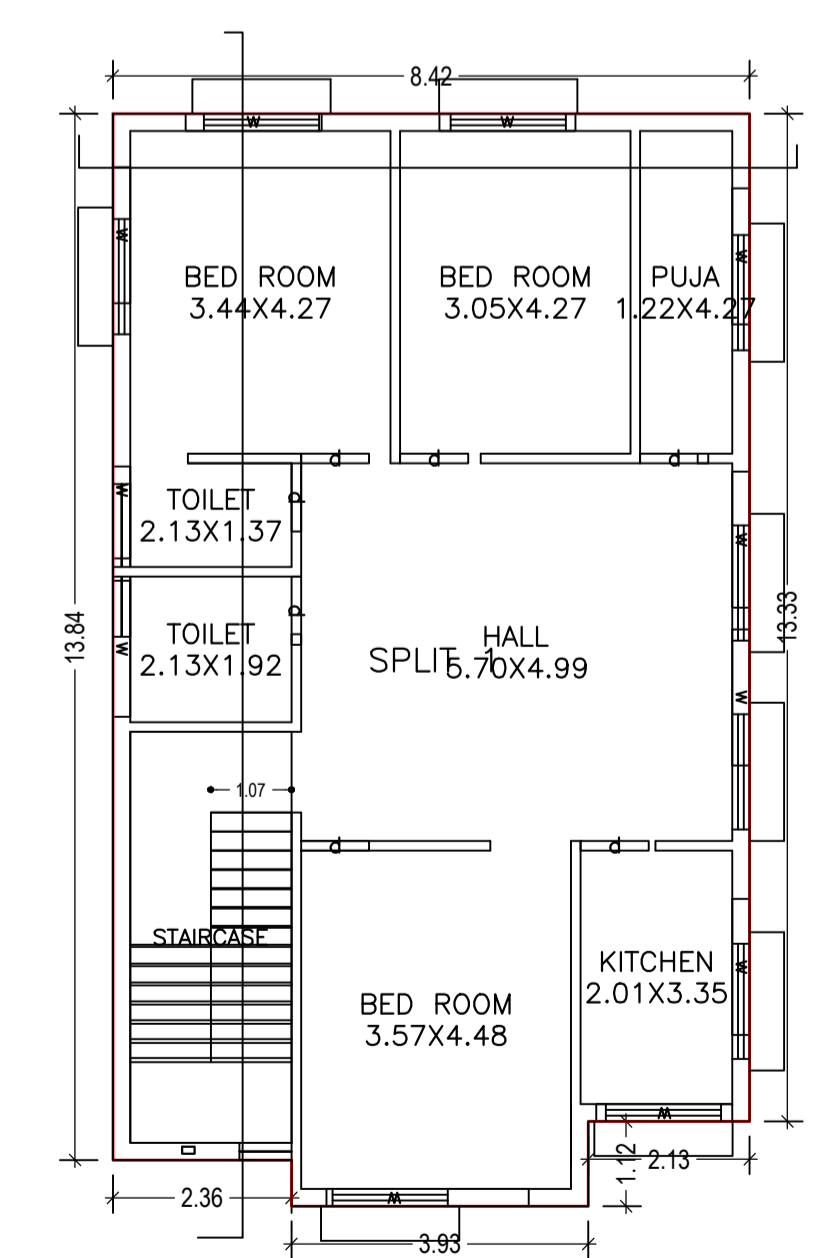 8.42
W
W
W
W
BED ROOM
3.44X4.27
BED ROOM
3.05X4.27
PUJA
1.22X4.27
d
d
d
W
TOILET
2.13X1.37
d
W
TOILET
2.13X1.92
d
W
13.84
13.33
HALL
5.70X4.99
SPLIT 1
W
1.07
d
d
STAIRCASE
KITCHEN
2.01X3.35
W
BED ROOM
3.57X4.48
W
1.12
2.13
2.36
W
3.93